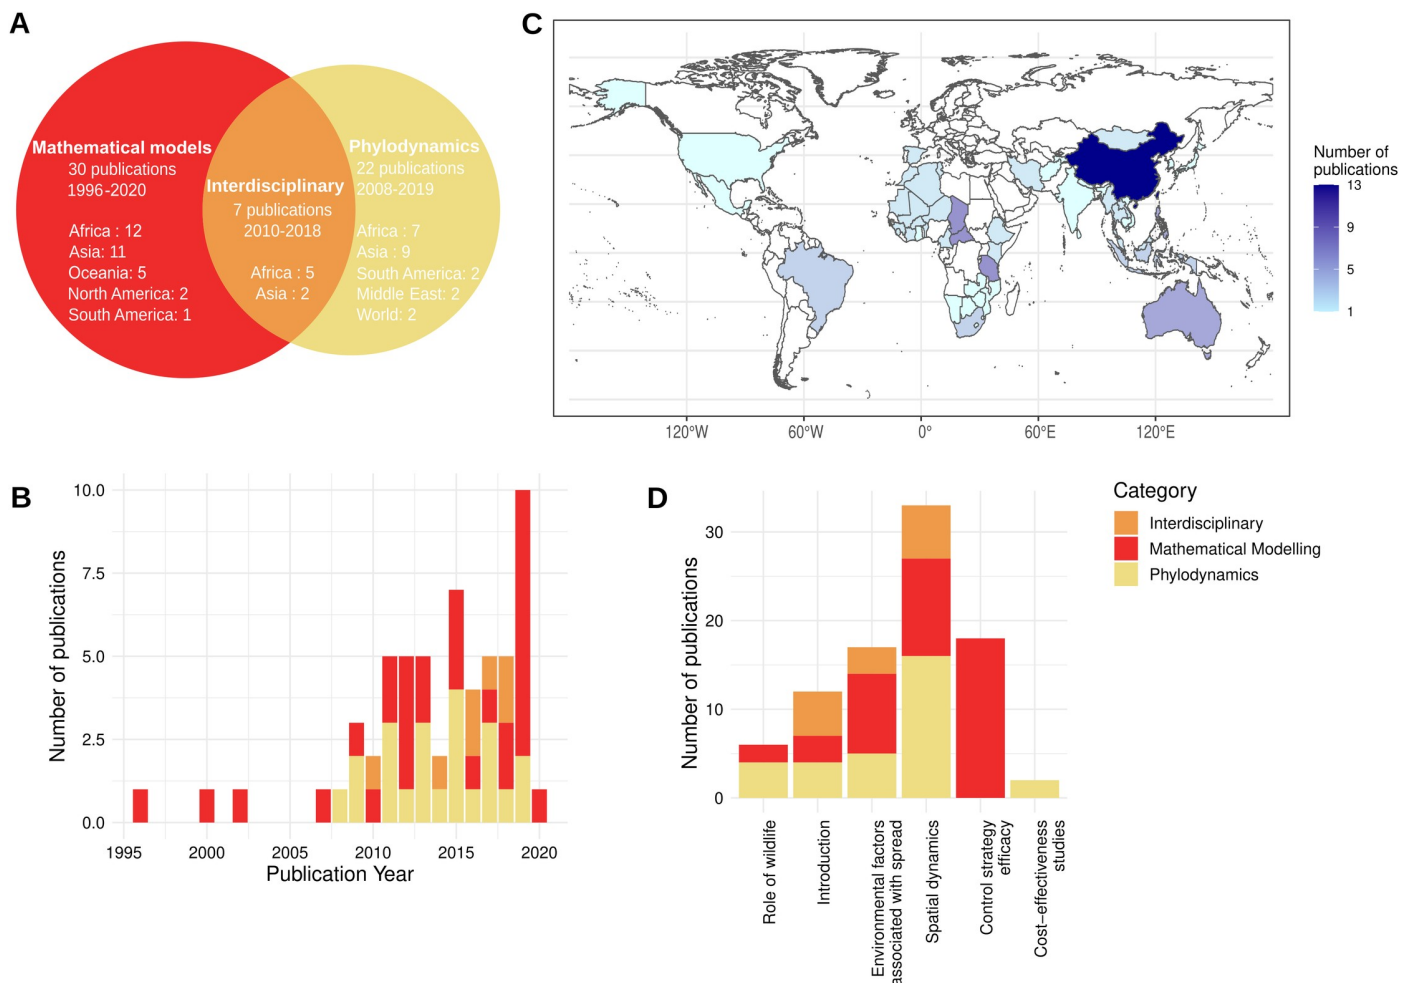 A
Mathematical models
30 publications
1996-2020
Africa : 12
Asia: 11
Oceania: 5
North America: 2
South America: 1
Interdisciplinary
7 publications
2010-2018
Africa : 5
Asia : 2
Phylodynamics
22 publications
2008-2019
Africa : 7
Asia : 9
South America: 2
Middle East: 2
World: 2
C
120°W
60°W
0°
60°E
120°E
Number of
publications
13
9
5
1
B
Number of publications
10.0
7.5
5.0
2.5
0.0
1995
2000
2005
2010
2015
2020
Publication Year
D
Number of publications
30
20
10
0
Role of wildlife
Introduction
Environmental factors
associated with spread
Spatial dynamics
Control strategy
efficacy
Cost−effectiveness
studies
Category
Interdisciplinary
Mathematical Modelling
Phylodynamics